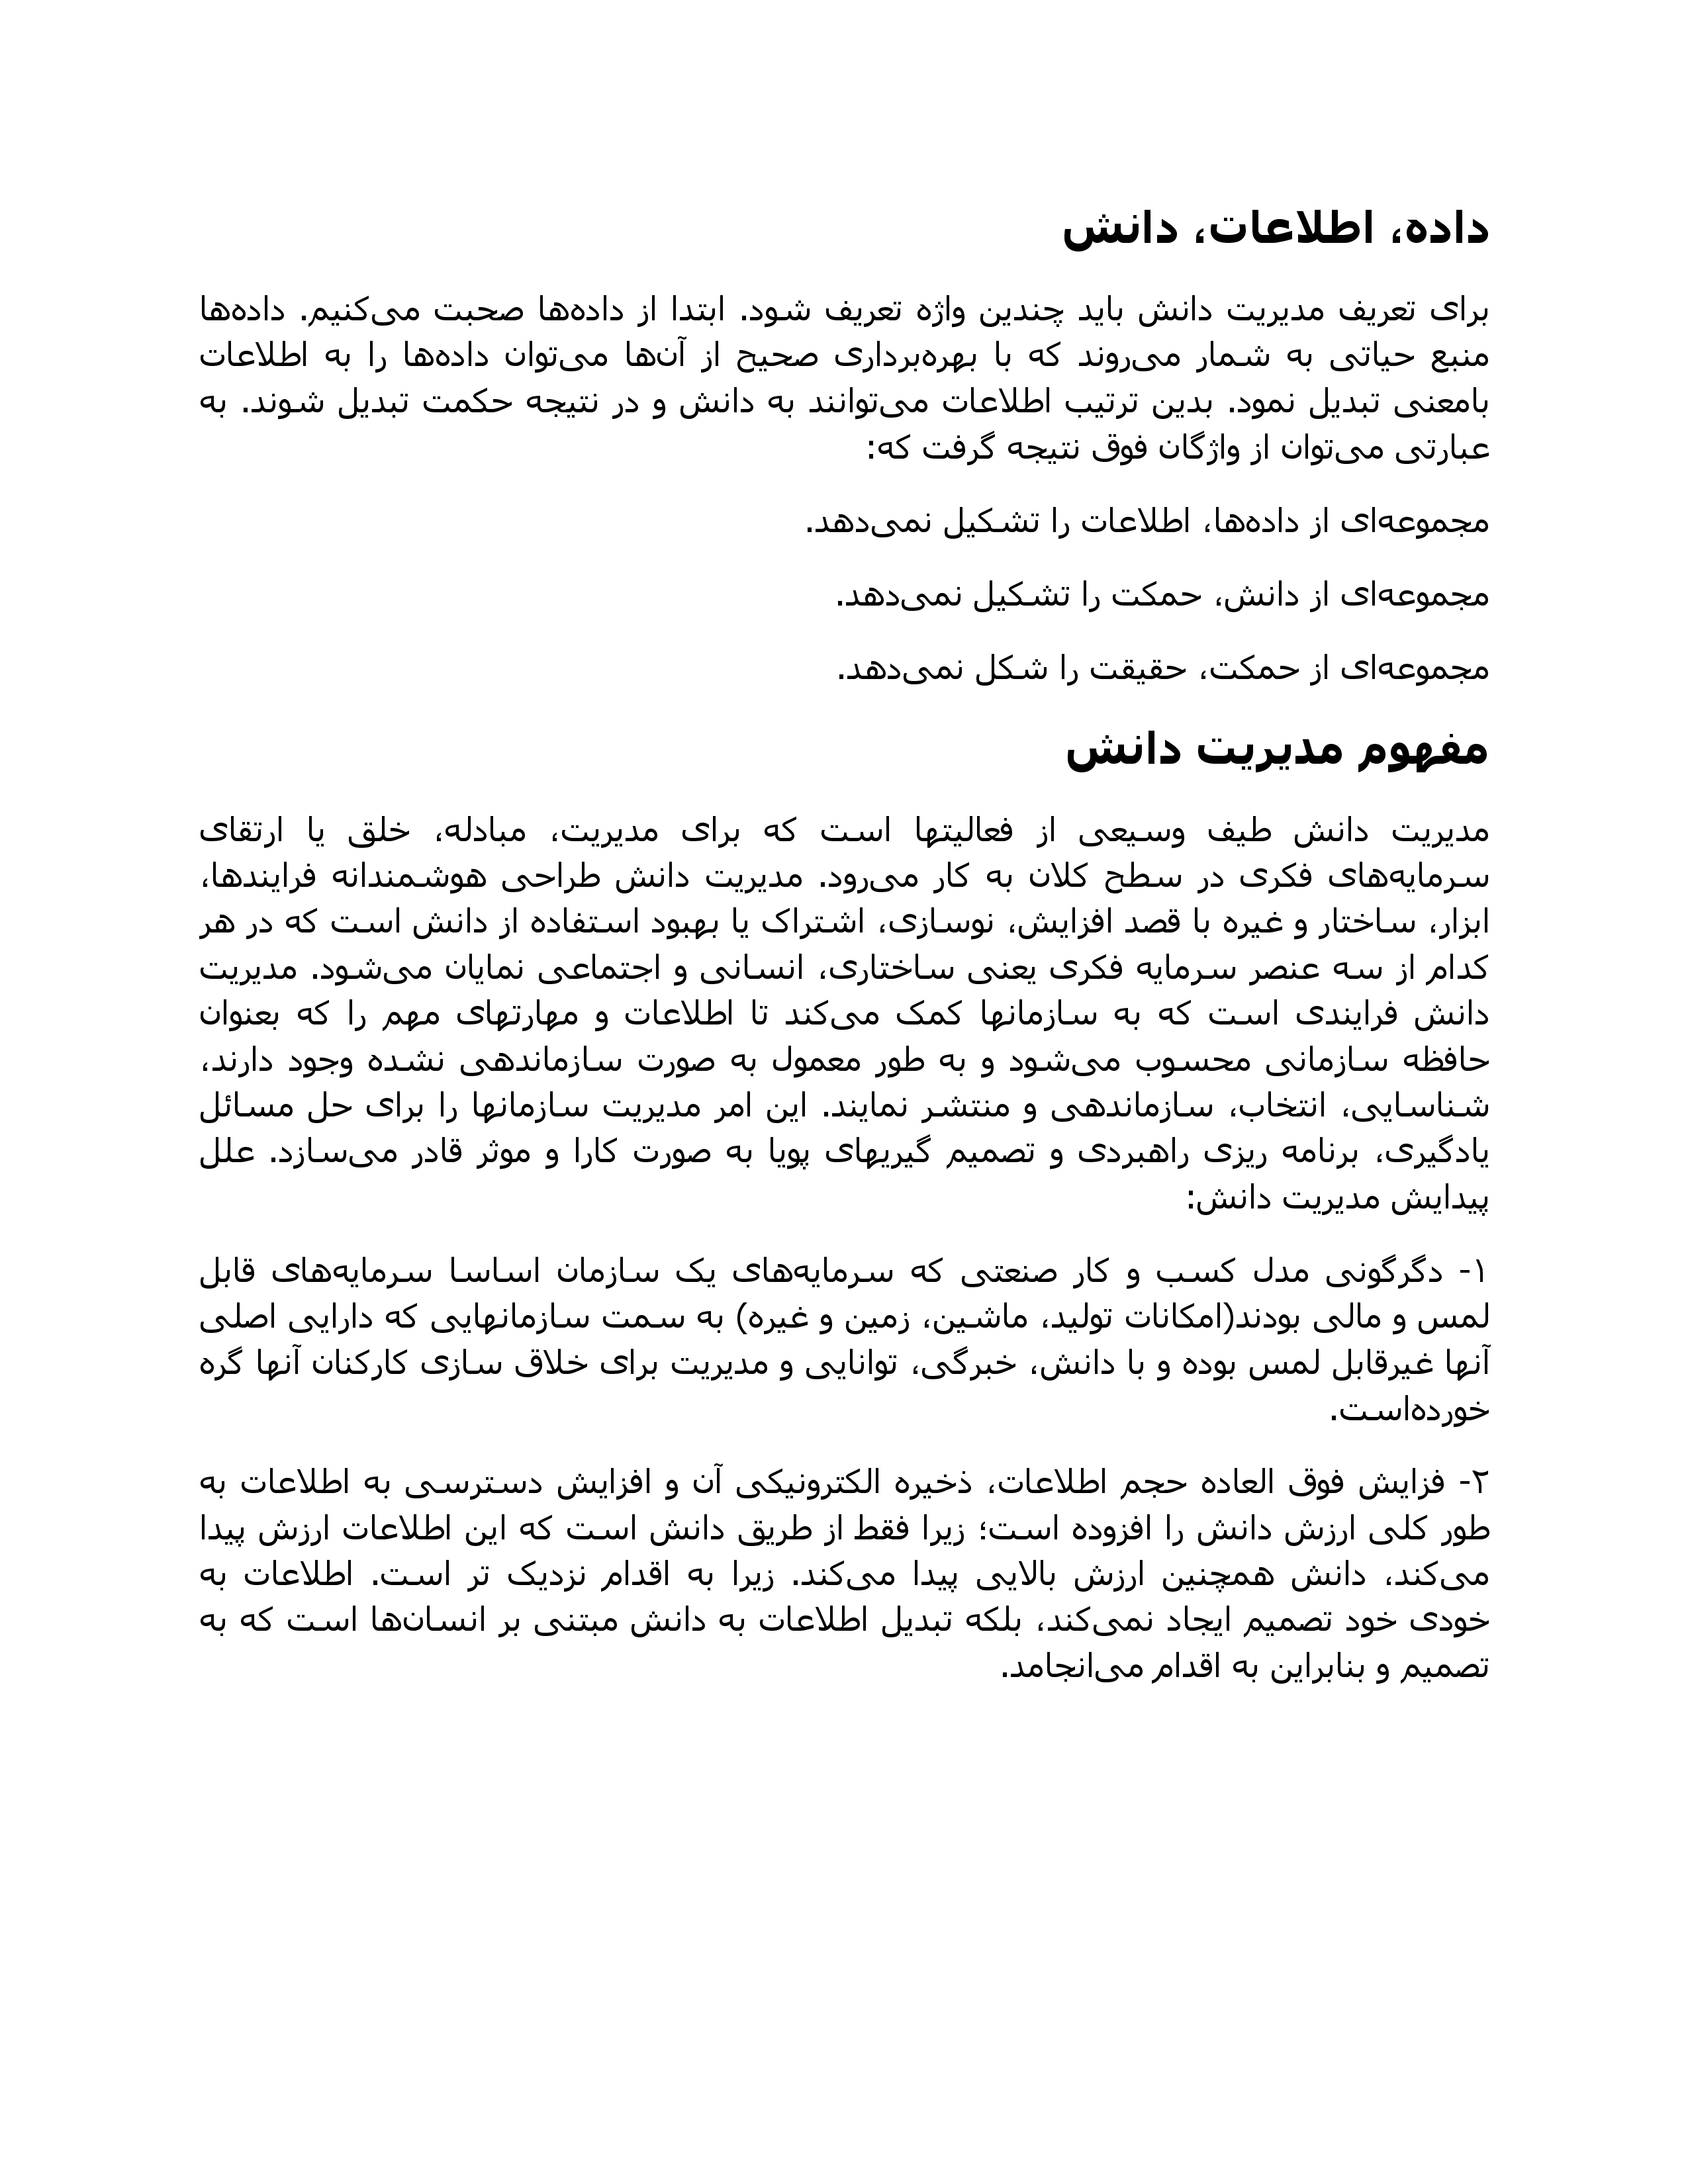 داده، اطلاعات، دانش
برای تعریف مدیریت دانش باید چندین واژه تعریف شود. ابتدا از داده‌ها صحبت می‌کنیم. داده‌ها
منبع حیاتی به شمار می‌روند که با بهره‌برداری صحیح از آن‌ها می‌توان داده‌ها را به اطلاعات
بامعنی تبدیل نمود. بدین ترتیب اطلاعات می‌توانند به دانش و در نتیجه حکمت تبدیل شوند. به
عبارتی می‌توان از واژگان فوق نتیجه گرفت که:
مجموعه‌ای از داده‌ها، اطلاعات را تشکیل نمی‌دهد.
مجموعه‌ای از دانش، حمکت را تشکیل نمی‌دهد.
مجموعه‌ای از حمکت، حقیقت را شکل نمی‌دهد.
مفهوم مدیریت دانش
مدیریت دانش طیف وسیعی از فعالیتها است که برای مدیریت، مبادله، خلق یا ارتقای
سرمایه‌های فکری در سطح کلان به کار می‌رود. مدیریت دانش طراحی هوشمندانه فرایندها،
ابزار، ساختار و غیره با قصد افزایش، نوسازی، اشتراک یا بهبود استفاده از دانش است که در هر
کدام از سه عنصر سرمایه فکری یعنی ساختاری، انسانی و اجتماعی نمایان می‌شود. مدیریت
دانش فرایندی است که به سازمانها کمک می‌کند تا اطلاعات و مهارتهای مهم را که بعنوان
حافظه سازمانی محسوب می‌شود و به طور معمول به صورت سازماندهی نشده وجود دارند،
شناسایی، انتخاب، سازماندهی و منتشر نمایند. این امر مدیریت سازمانها را برای حل مسائل
یادگیری، برنامه ریزی راهبردی و تصمیم گیریهای پویا به صورت کارا و موثر قادر می‌سازد. علل
پیدایش مدیریت دانش:
۱- دگرگونی مدل کسب و کار صنعتی که سرمایه‌های یک سازمان اساسا سرمایه‌های قابل
لمس و مالی بودند(امکانات تولید، ماشین، زمین و غیره) به سمت سازمانهایی که دارایی اصلی
آنها غیرقابل لمس بوده و با دانش، خبرگی، توانایی و مدیریت برای خلاق سازی کارکنان آنها گره
خورده‌است.
۲- فزایش فوق العاده حجم اطلاعات، ذخیره الکترونیکی آن و افزایش دسترسی به اطلاعات به
طور کلی ارزش دانش را افزوده است؛ زیرا فقط از طریق دانش است که این اطلاعات ارزش پیدا
می‌کند، دانش همچنین ارزش بالایی پیدا می‌کند. زیرا به اقدام نزدیک تر است. اطلاعات به
خودی خود تصمیم ایجاد نمی‌کند، بلکه تبدیل اطلاعات به دانش مبتنی بر انسان‌ها است که به
تصمیم و بنابراین به اقدام می‌انجامد.